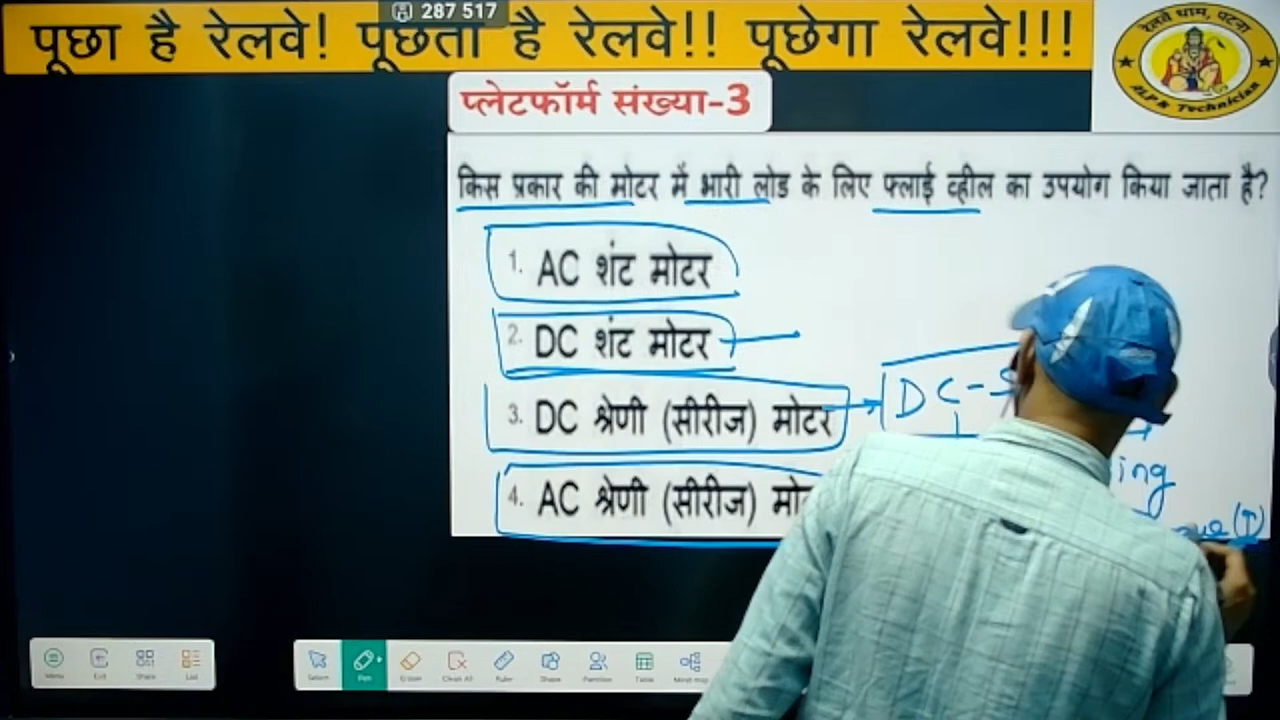 पूछा है रेलवे! पूछता है रेलवे!! पूछेगा रेलवे!!!
287 517
रेलवे धाम, पटना
ALP & Technician
प्लेटफॉर्म संख्या-3
किस प्रकार की मोटर में भारी लोड के लिए फ्लाई व्हील का उपयोग किया जाता है?
1. AC शंट मोटर
2. DC शंट मोटर
3. DC श्रेणी (सीरीज) मोटर
DC-S
4. AC श्रेणी (सीरीज)
ing
(↑)
Menu Exit Share List
Select Pen Eraser Clean All Ruler Shape Partition Table Mind map